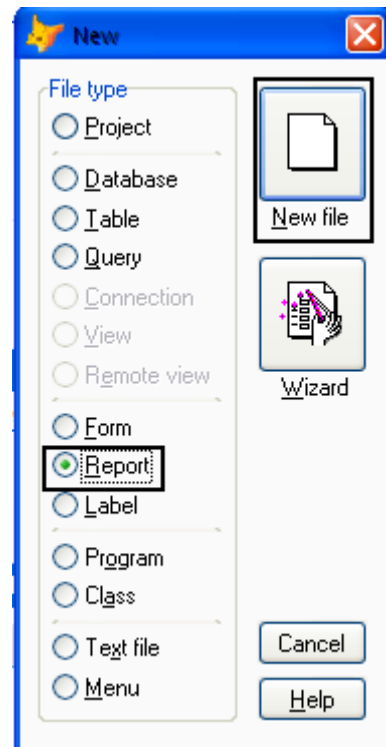 New
File type
Project
Database
Table
Query
Connection
View
Remote view
Form
Report
Label
Program
Class
Text file
Menu
New file
Wizard
Cancel
Help